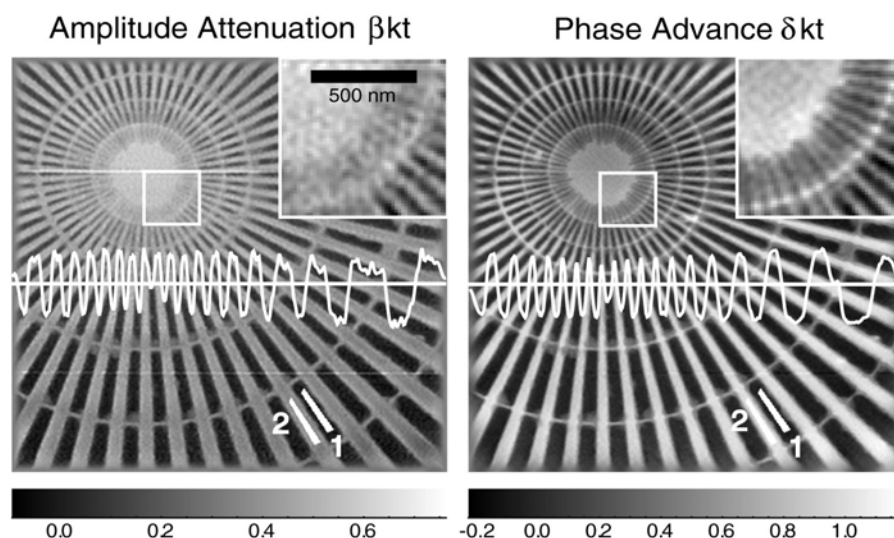 Amplitude Attenuation βkt
Phase Advance δkt
500 nm
2
1
2
1
0.0 0.2 0.4 0.6
-0.2 0.0 0.2 0.4 0.6 0.8 1.0